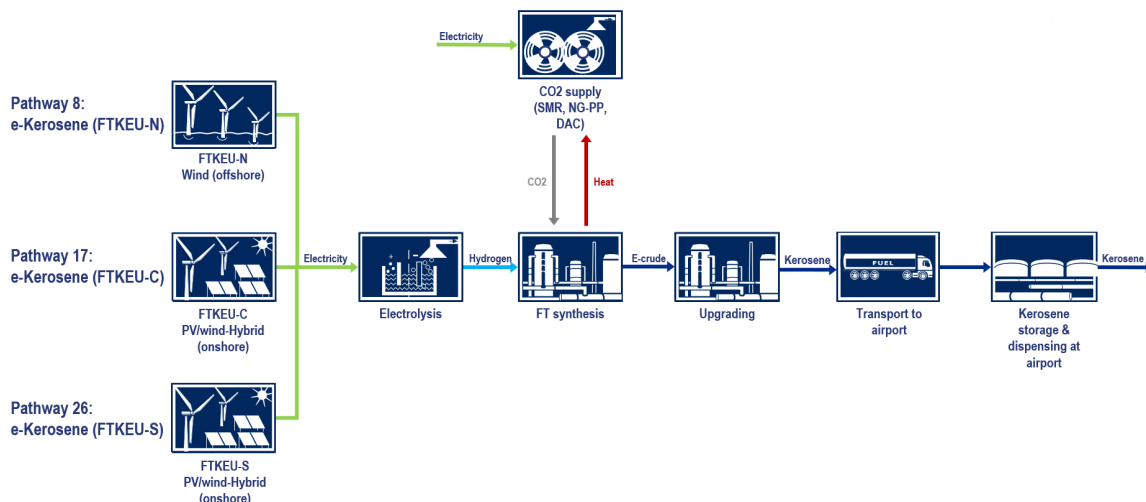 Electricity
CO2 supply
(SMR, NG-PP,
DAC)
Pathway 8:
e-Kerosene (FTKEU-N)
FTKEU-N
Wind (offshore)
CO2
Heat
Pathway 17:
e-Kerosene (FTKEU-C)
FTKEU-C
PV/wind-Hybrid
(onshore)
Electricity
Electrolysis
Hydrogen
FT synthesis
E-crude
Upgrading
Kerosene
FUEL
Transport to
airport
Kerosene
storage &
dispensing at
airport
Kerosene
Pathway 26:
e-Kerosene (FTKEU-S)
FTKEU-S
PV/wind-Hybrid
(onshore)